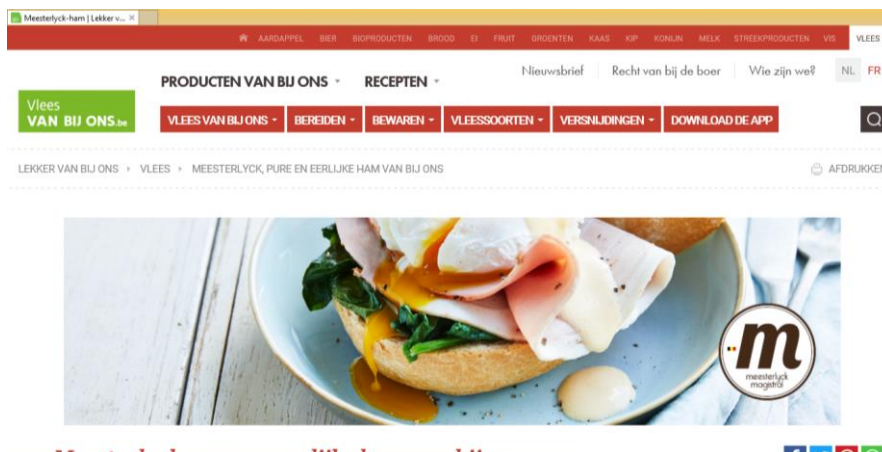 Meesterlyck-ham | Lekker v...
AARDAPPEL BIER BIOPRODUCTEN BROOD EI FRUIT GROENTEN KAAS KIP KONIJN MELK STREEKPRODUCTEN VIS VLEES
PRODUCTEN VAN BIJ ONS RECEPTEN Nieuwsbrief Recht van bij de boer Wie zijn we? NL FR
Vlees
VAN BIJ ONS.be
VLEES VAN BIJ ONS BEREIDEN BEWAREN VLEESSOORTEN VERSNIJDINGEN DOWNLOAD DE APP
LEKKER VAN BIJ ONS VLEES MEESTERLYCK, PURE EN EERLIJKE HAM VAN BIJ ONS AFDRUKKEN
m
meesterlyck
magistral